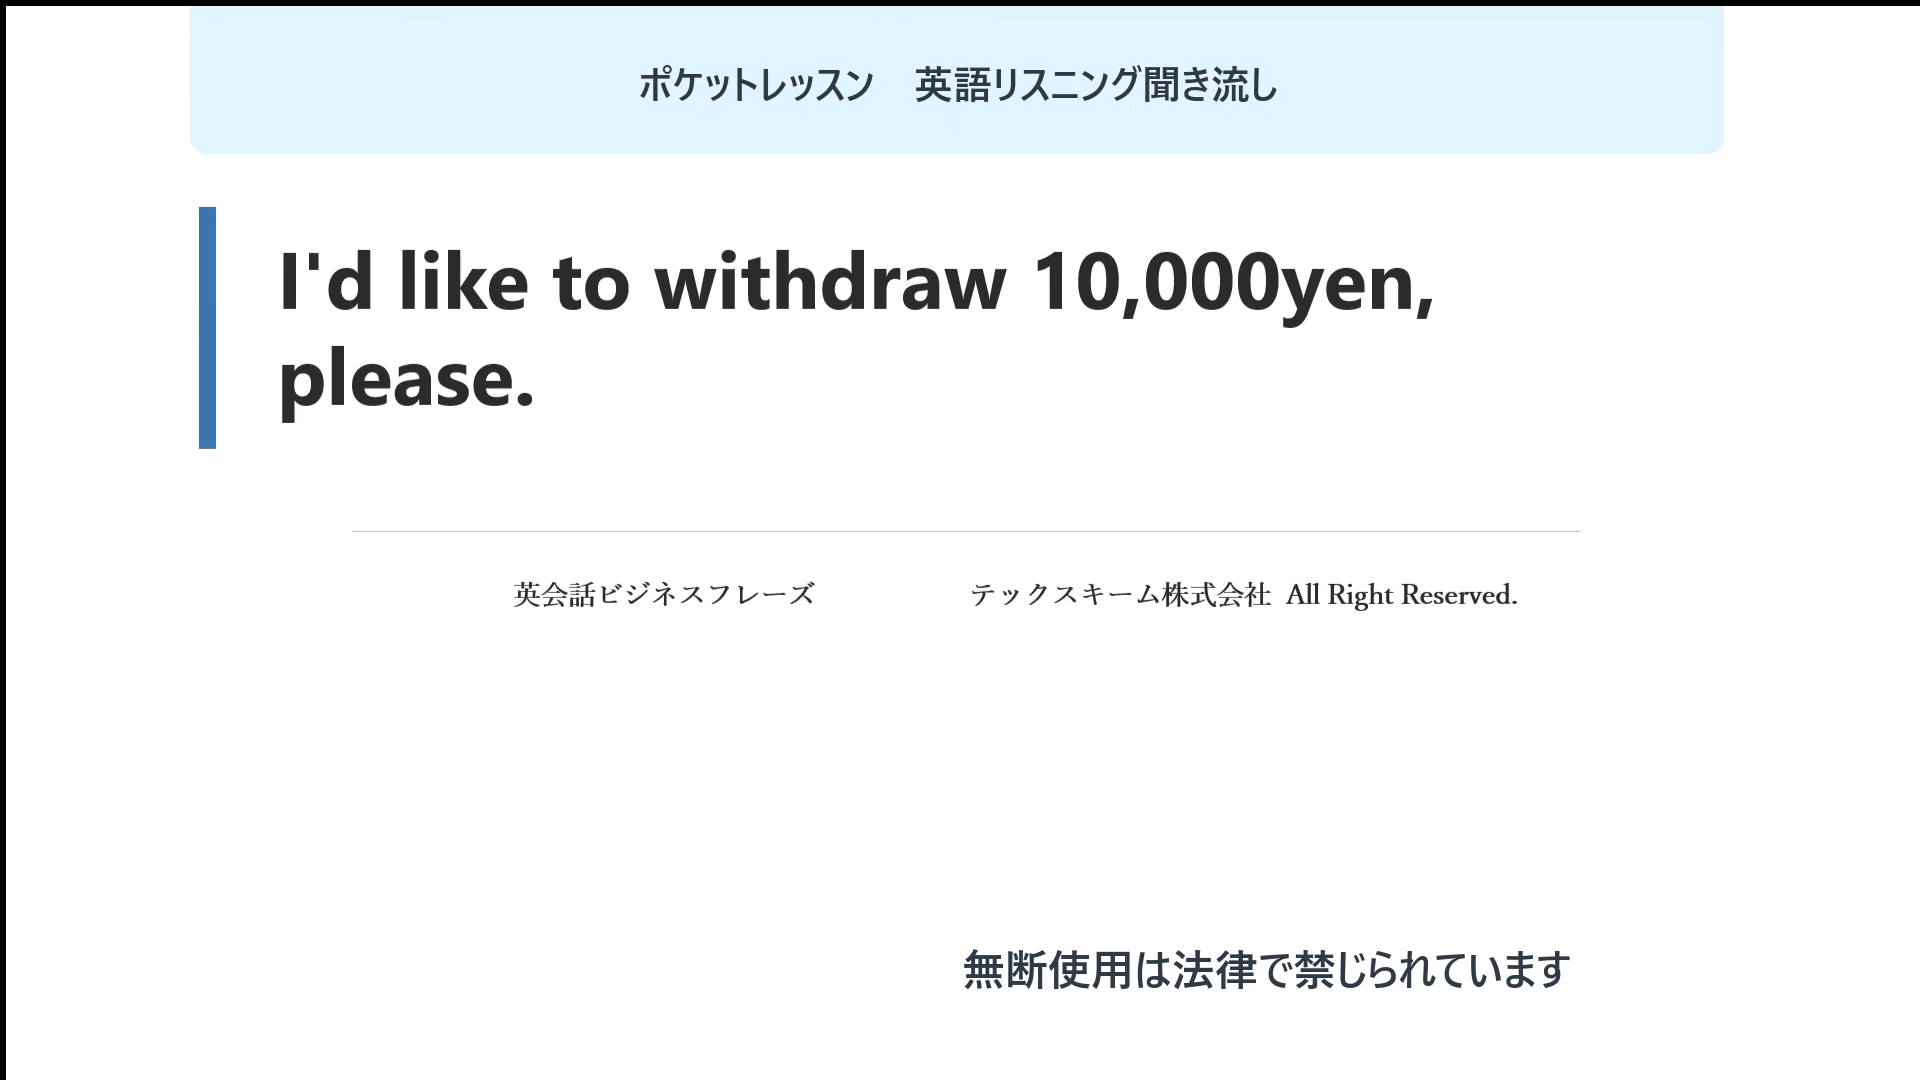 ポケットレッスン　英語リスニング聞き流し
I'd like to withdraw 10,000yen,
please.
英会話ビジネスフレーズ　テックスキーム株式会社 All Right Reserved.
無断使用は法律で禁じられています